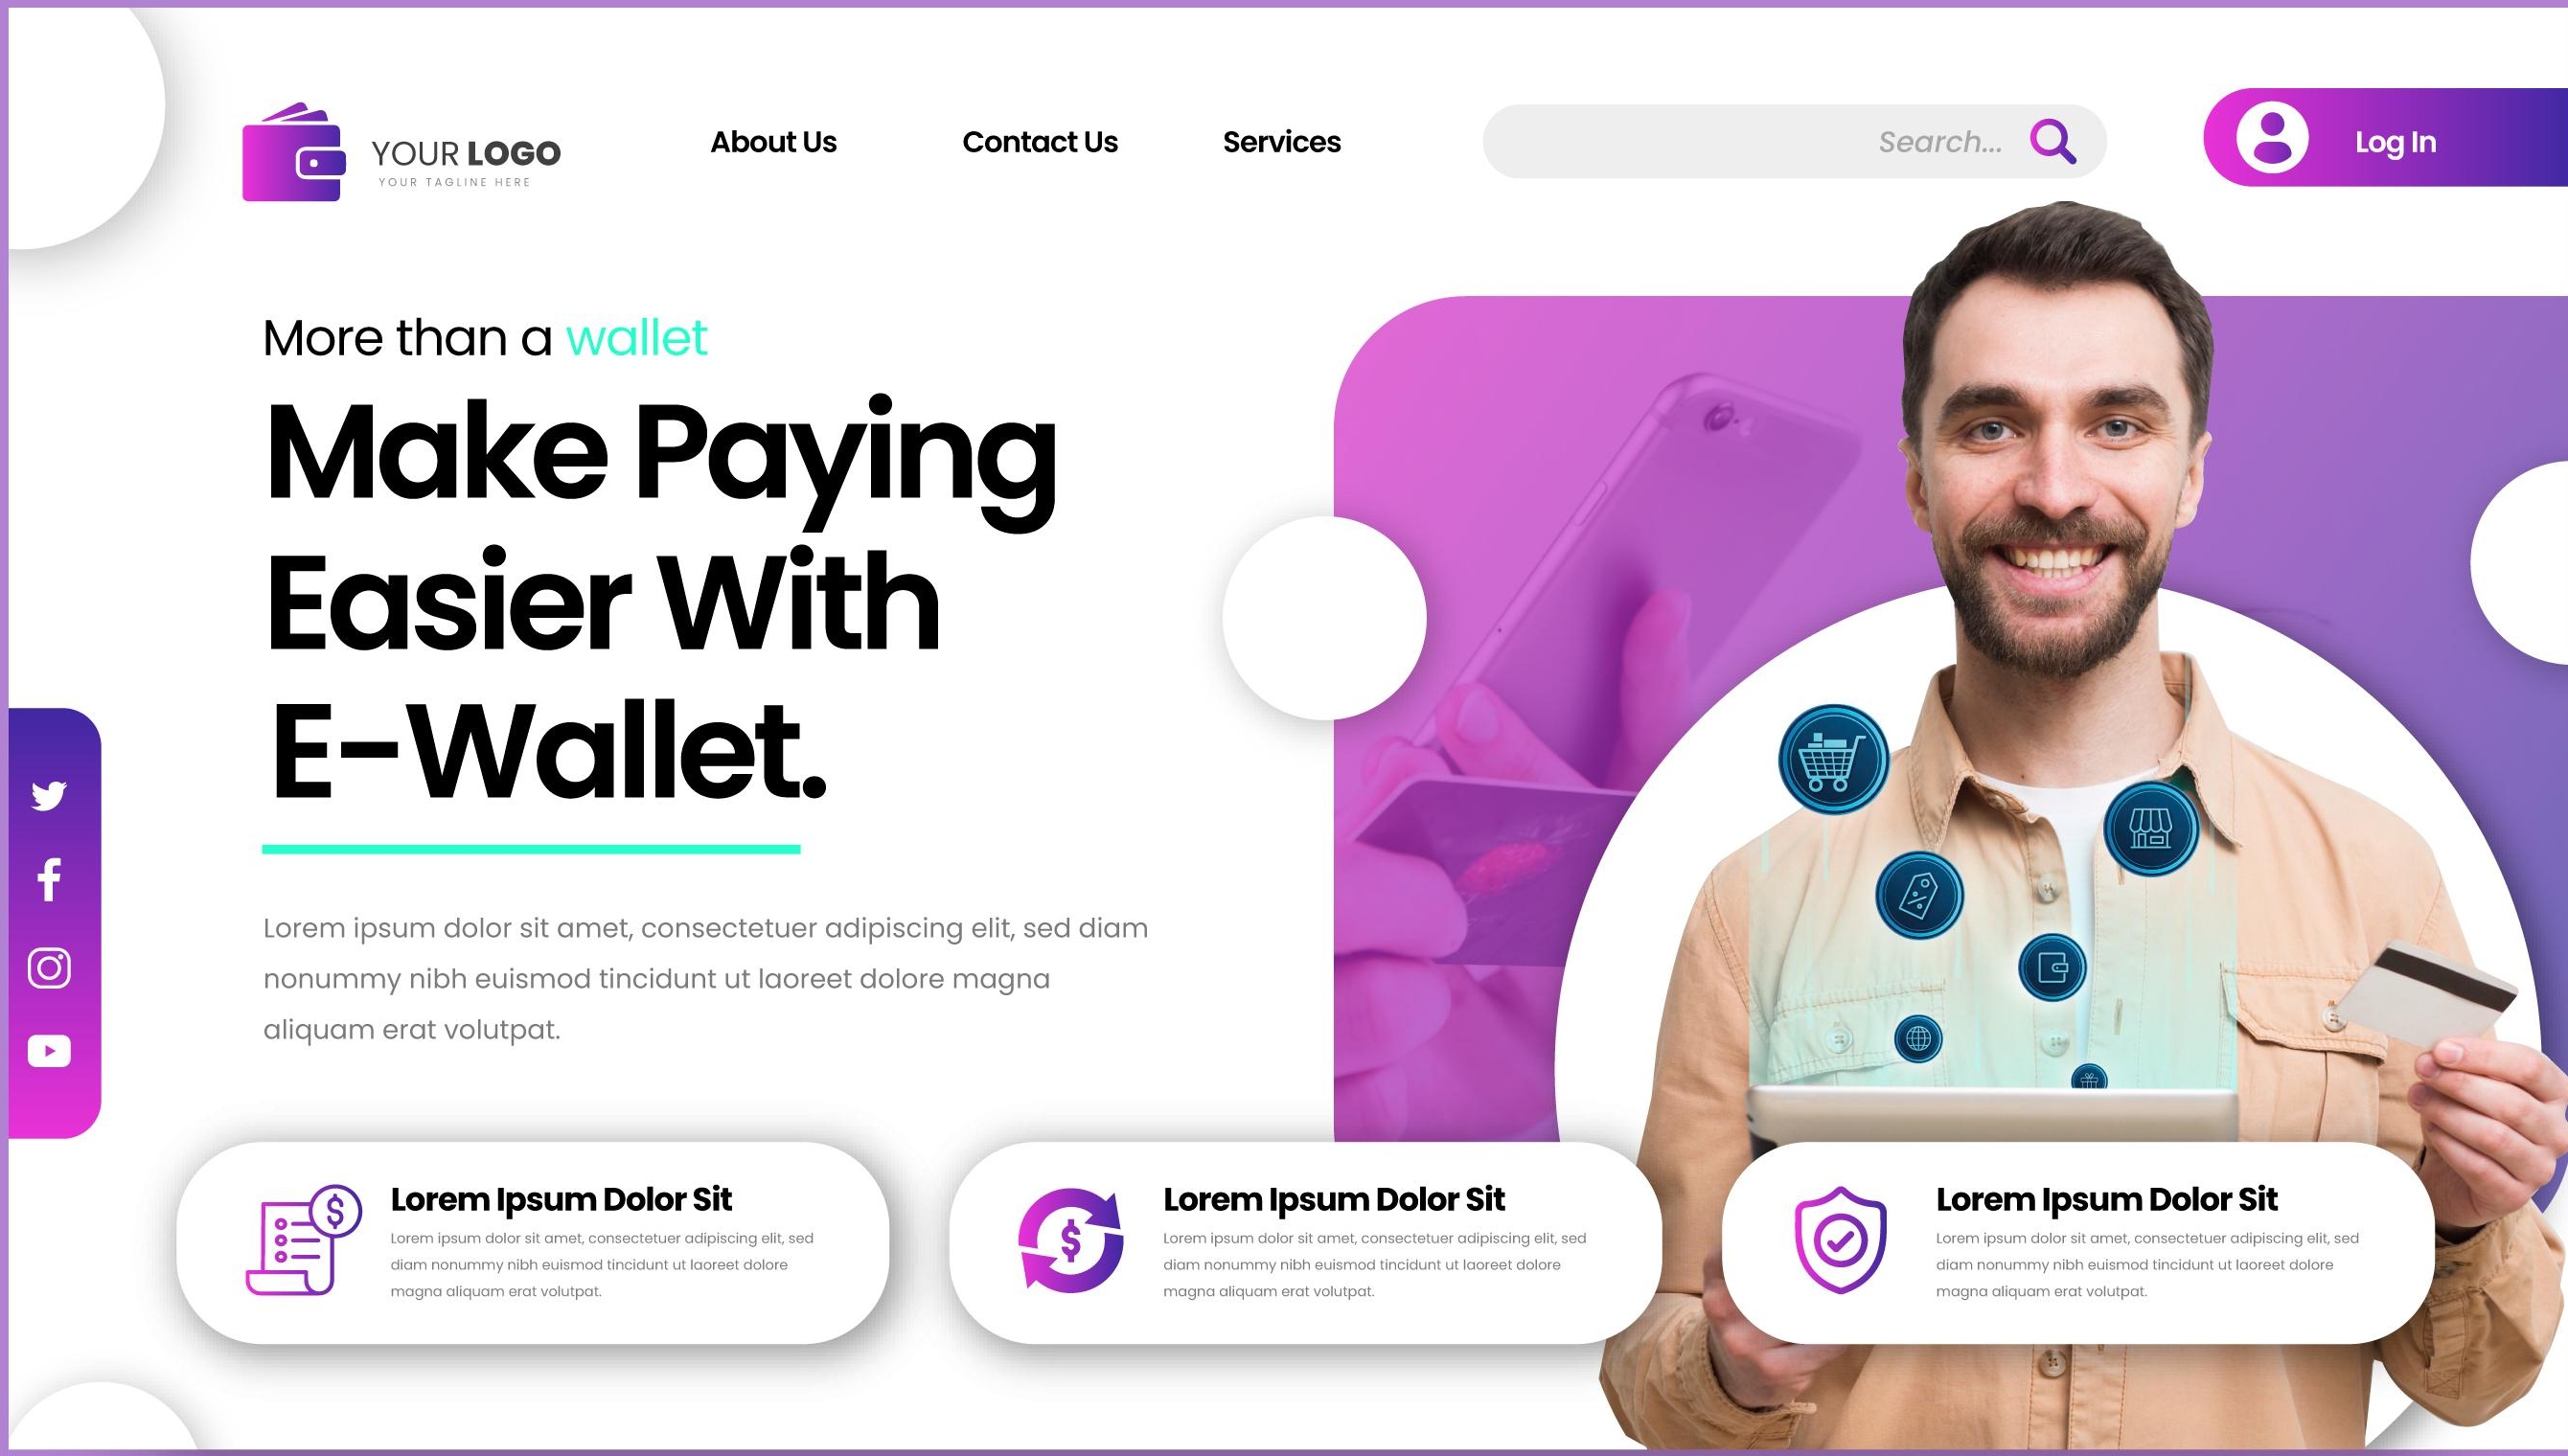 YOUR LOGO
YOUR TAGLINE HERE
About Us
Contact Us
Services
Search...
Log In
More than a wallet
Make Paying
Easier With
E-Wallet.
Lorem ipsum dolor sit amet, consectetuer adipiscing elit, sed diam
nonummy nibh euismod tincidunt ut laoreet dolore magna
aliquam erat volutpat.
Lorem Ipsum Dolor Sit
Lorem ipsum dolor sit amet, consectetuer adipiscing elit, sed
diam nonummy nibh euismod tincidunt ut laoreet dolore
magna aliquam erat volutpat.
Lorem Ipsum Dolor Sit
Lorem ipsum dolor sit amet, consectetuer adipiscing elit, sed
diam nonummy nibh euismod tincidunt ut laoreet dolore
magna aliquam erat volutpat.
Lorem Ipsum Dolor Sit
Lorem ipsum dolor sit amet, consectetuer adipiscing elit, sed
diam nonummy nibh euismod tincidunt ut laoreet dolore
magna aliquam erat volutpat.